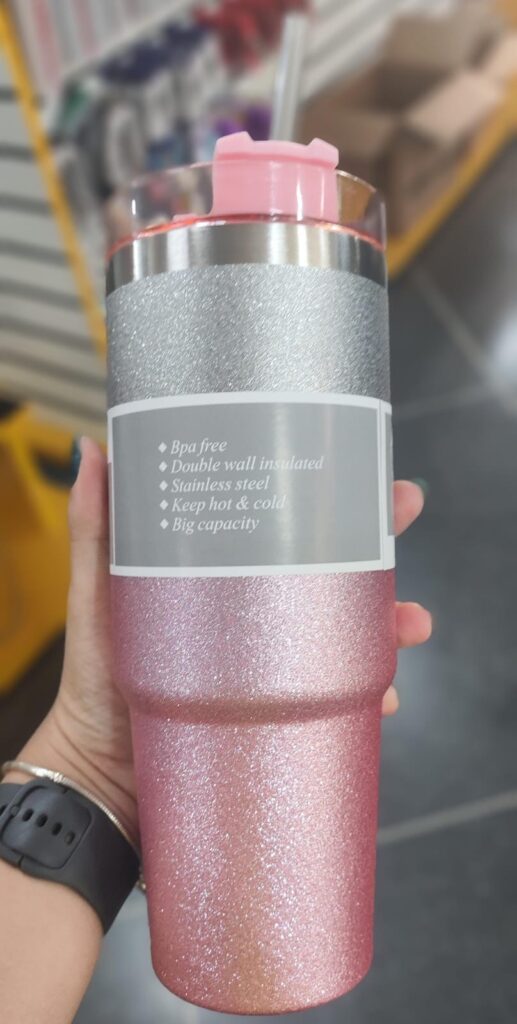 ◆ Bpa free
◆ Double wall insulated
◆ Stainless steel
◆ Keep hot & cold
◆ Big capacity